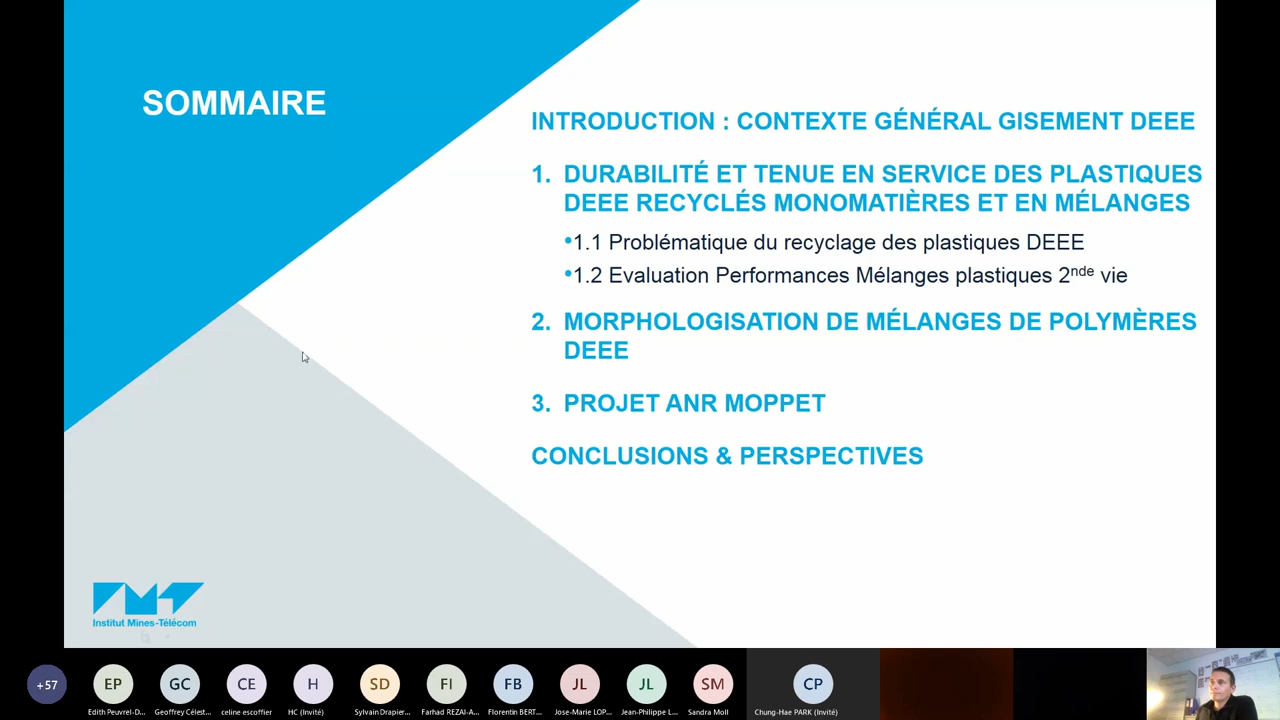 SOMMAIRE
INTRODUCTION : CONTEXTE GÉNÉRAL GISEMENT DEEE
1. DURABILITÉ ET TENUE EN SERVICE DES PLASTIQUES
DEEE RECYCLÉS MONOMATIÈRES ET EN MÉLANGES
•1.1 Problématique du recyclage des plastiques DEEE
•1.2 Evaluation Performances Mélanges plastiques 2nde vie
2. MORPHOLOGISATION DE MÉLANGES DE POLYMÈRES
DEEE
3. PROJET ANR MOPPET
CONCLUSIONS & PERSPECTIVES
IMT
Institut Mines-Télécom
+57 EP GC CE H SD FI FB JL JL SM CP
Edith Peuvrel-D... Geoffrey Célest... celine escoffier HC (Invité) Sylvain Drapier... Farhad REZAI-A... Florentin BERT... Jose-Marie LOP... Jean-Philippe L... Sandra Moll Chung-Hae PARK (Invité)